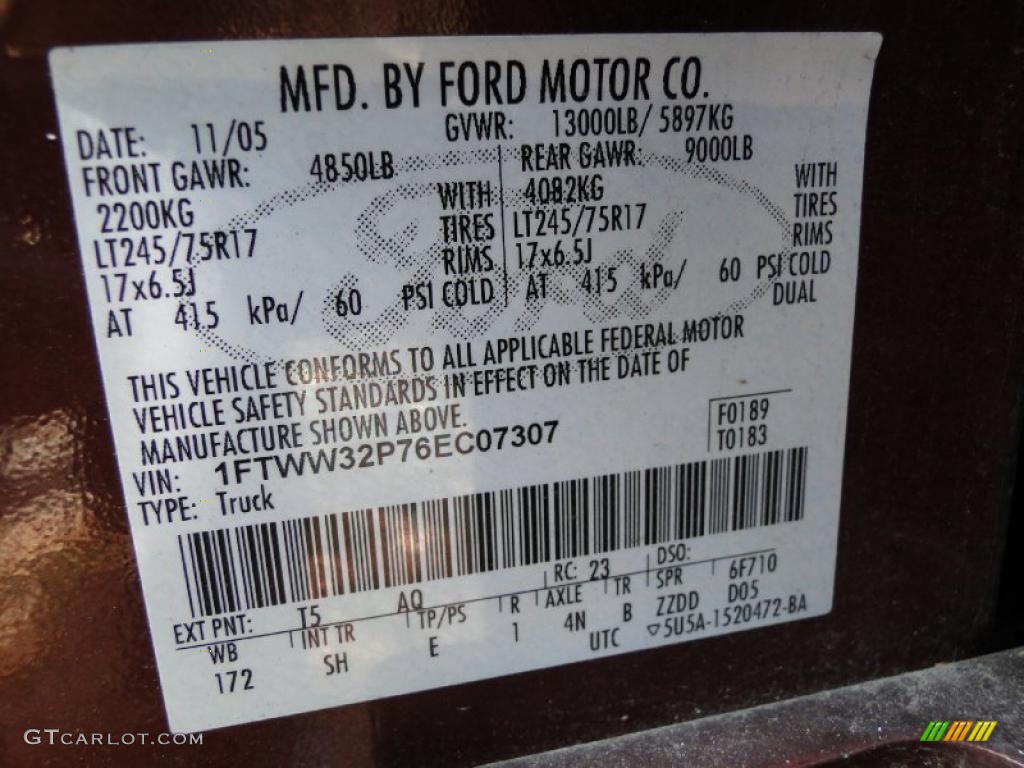 MFD. BY FORD MOTOR CO.
DATE: 11/05 GVWR: 13000LB/ 5897KG
FRONT GAWR: 4850LB REAR GAWR: 9000LB
2200KG WITH 4082KG WITH
LT245/75R17 TIRES LT245/75R17 TIRES
17x6.5J RIMS 17x6.5J RIMS
AT 415 kPa/ 60 PSI COLD AT 415 kPa/ 60 PSI COLD
DUAL
THIS VEHICLE CONFORMS TO ALL APPLICABLE FEDERAL MOTOR
VEHICLE SAFETY STANDARDS IN EFFECT ON THE DATE OF
MANUFACTURE SHOWN ABOVE.
F0189
VIN: 1FTWW32P76EC07307 T0183
TYPE: Truck
EXT PNT: T5 AQ RC: 23 DSO:
WB INT TR TP/PS R AXLE TR SPR 6F710
172 SH E 1 4N B ZZDD D05
UTC ▽5U5A-1520472-BA
Ford
GTCARLOT.COM